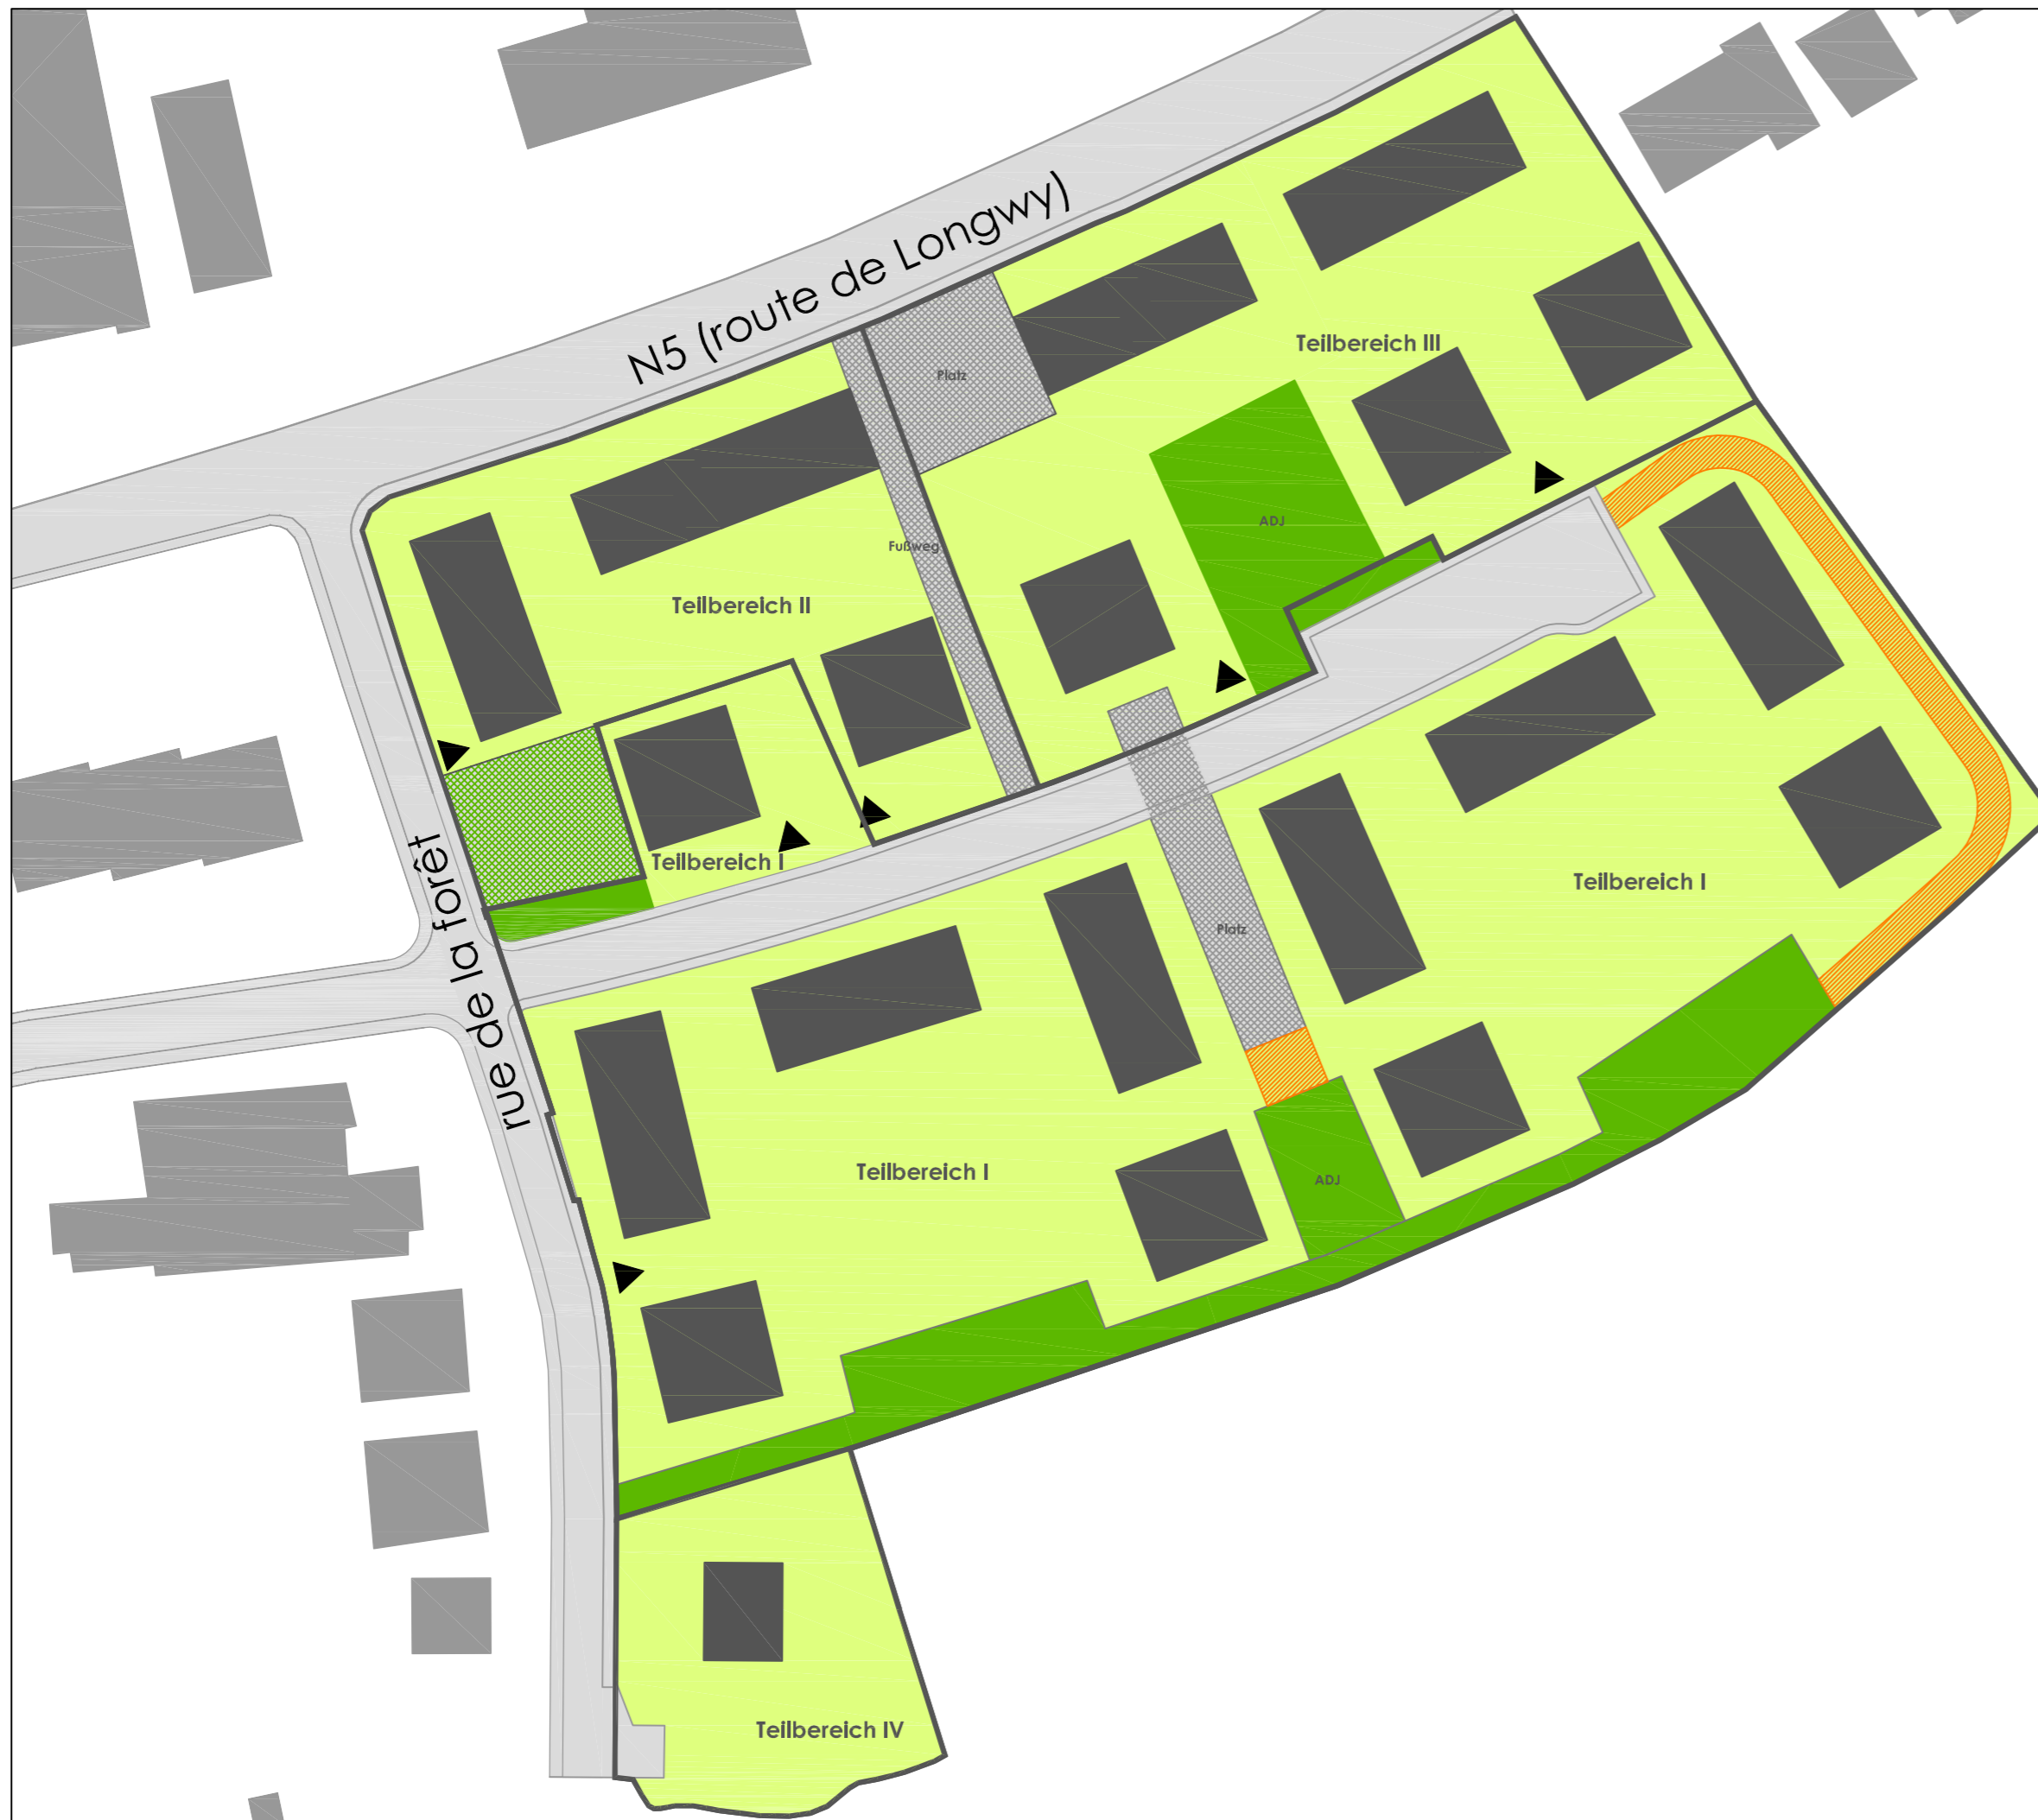 N5 (route de Longwy)
Teilbereich III
Platz
ADJ
Fußweg
Teilbereich II
Teilbereich I
rue de la forêt
Teilbereich I
Platz
Teilbereich I
ADJ
Teilbereich IV